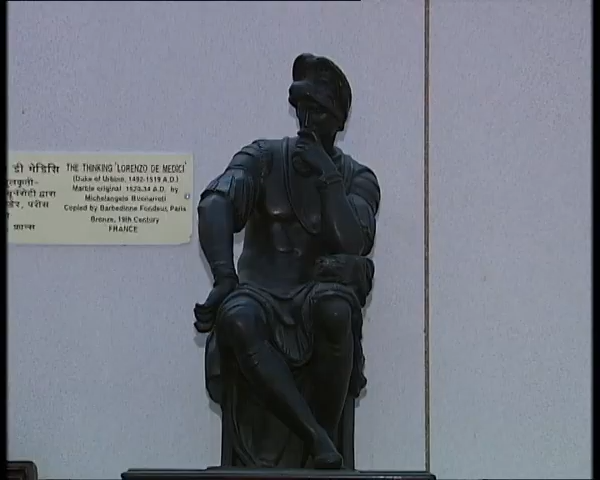 डी मेडिसि THE THINKING 'LORENZO DE MEDICI'
(Duke of Urbino, 1492-1519 A.D.)
Marble original 1520-34 A.D. by
द्वारा Michelangelo Buonarroti
पेरिस Copied by Barbedinne Fondeur, Paris
Bronze, 19th Century
फ्रान्स FRANCE